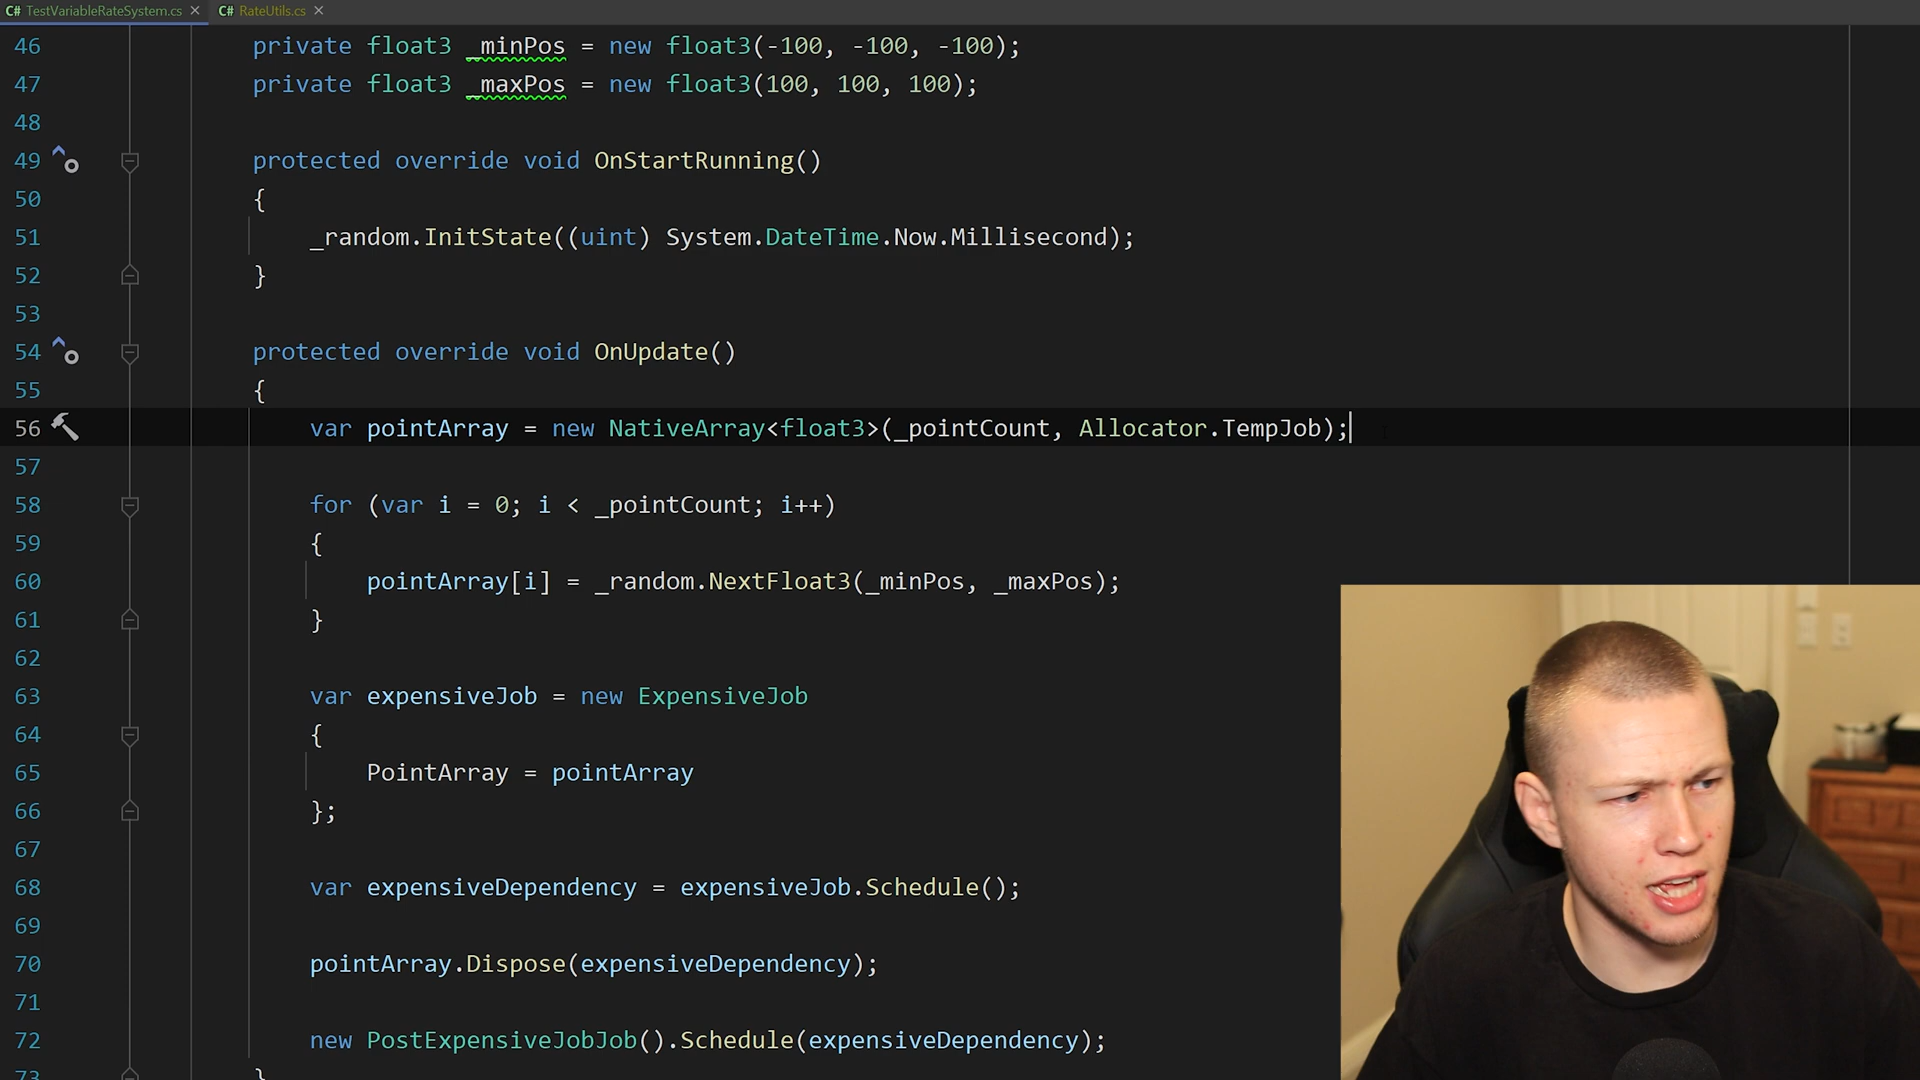 C# TestVariableRateSystem.cs × C# RateUtils.cs ×
46 private float3 _minPos = new float3(-100, -100, -100);
47 private float3 _maxPos = new float3(100, 100, 100);
48
49 protected override void OnStartRunning()
50 {
51 _random.InitState((uint) System.DateTime.Now.Millisecond);
52 }
53
54 protected override void OnUpdate()
55 {
56 var pointArray = new NativeArray<float3>(_pointCount, Allocator.TempJob);
57
58 for (var i = 0; i < _pointCount; i++)
59 {
60 pointArray[i] = _random.NextFloat3(_minPos, _maxPos);
61 }
62
63 var expensiveJob = new ExpensiveJob
64 {
65 PointArray = pointArray
66 };
67
68 var expensiveDependency = expensiveJob.Schedule();
69
70 pointArray.Dispose(expensiveDependency);
71
72 new PostExpensiveJobJob().Schedule(expensiveDependency);
73 }